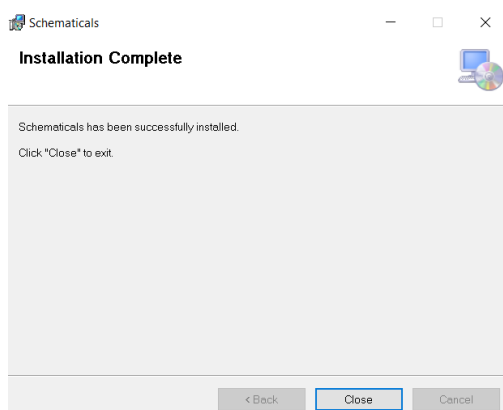 Schematicals
Installation Complete
Schematicals has been successfully installed.
Click "Close" to exit.
< Back
Close
Cancel